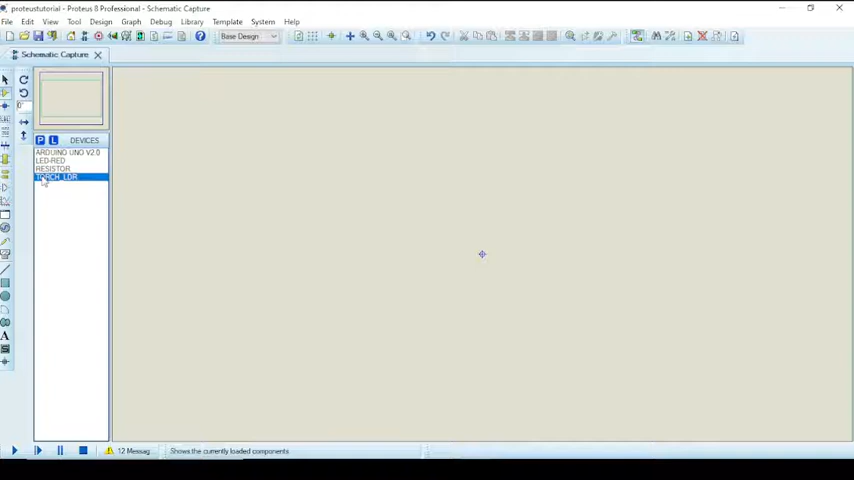 proteustutorial - Proteus 8 Professional - Schematic Capture
File Edit View Tool Design Graph Debug Library Template System Help
Base Design
Schematic Capture
0°
P L DEVICES
ARDUINO UNO V2.0
LED-RED
RESISTOR
TORCH_LDR
A
12 Messag
Shows the currently loaded components